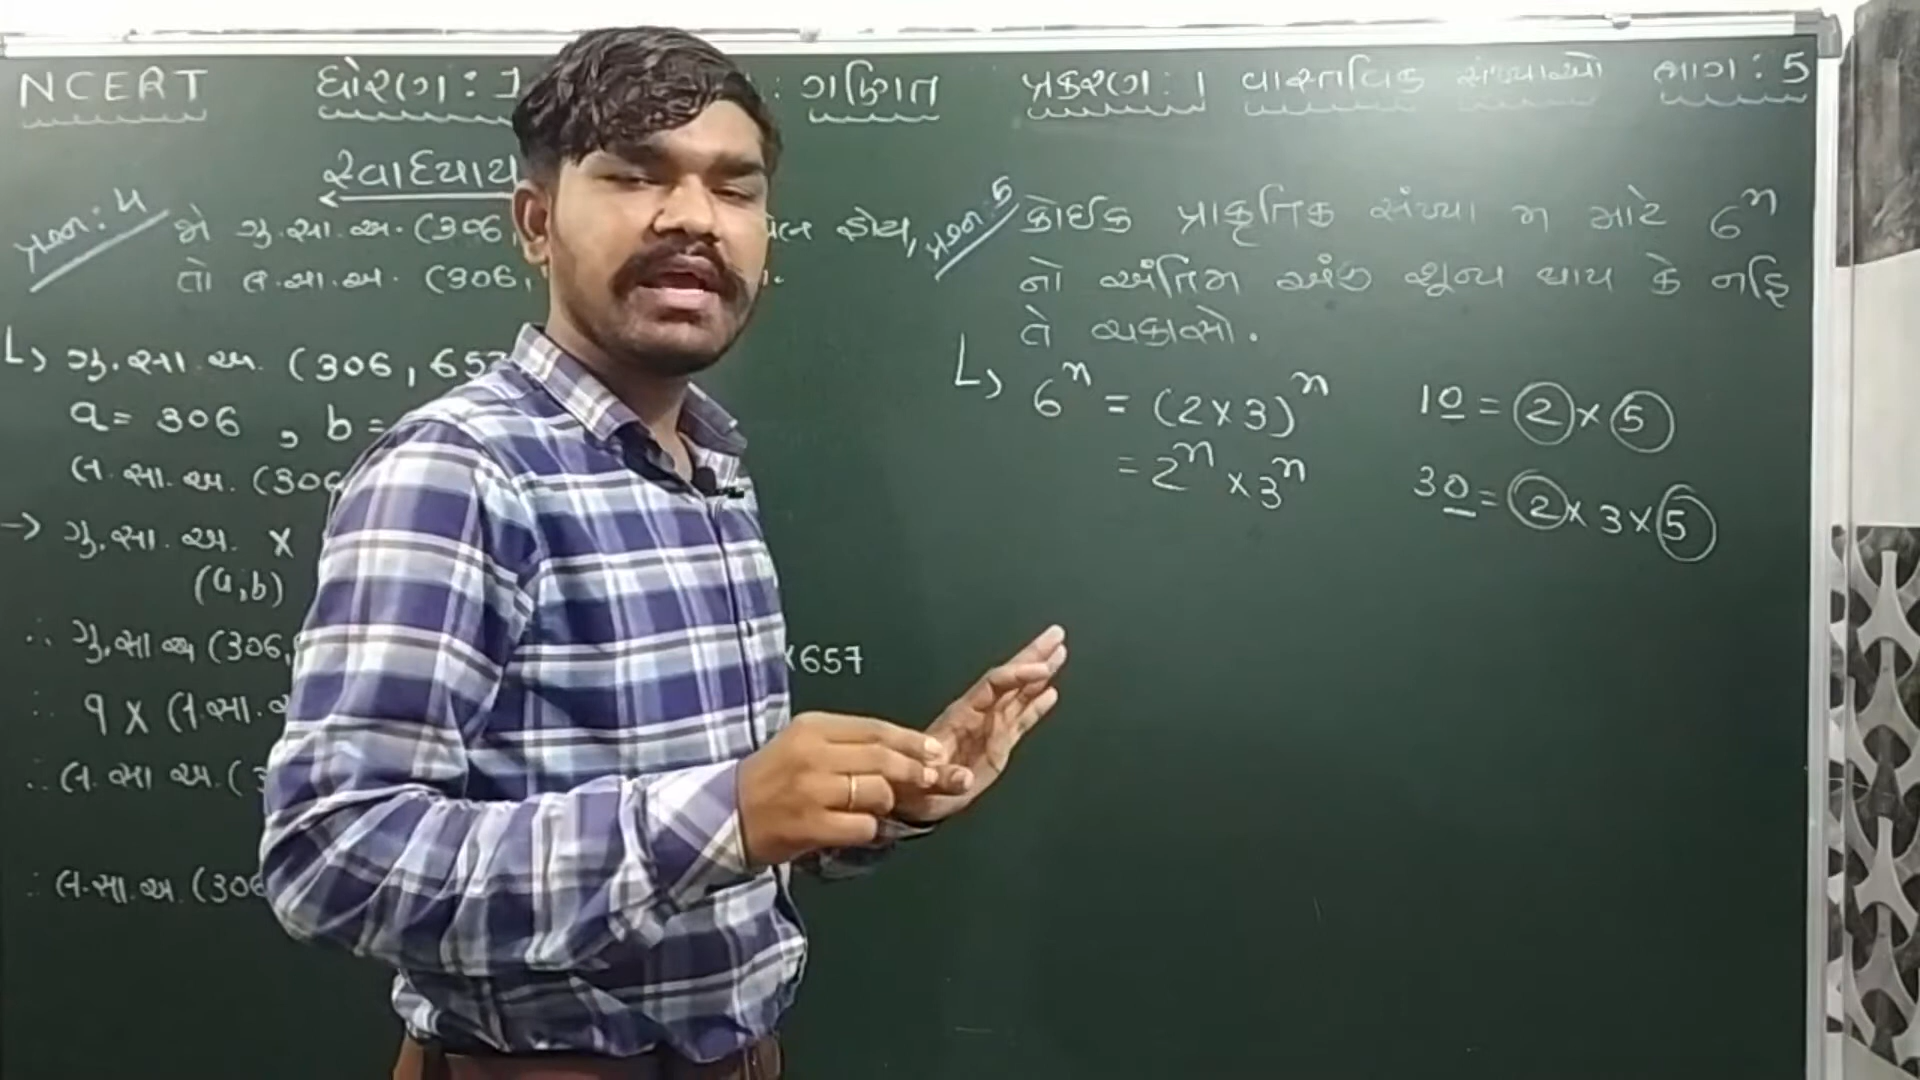 NCERT ધોરણ : 1 : ગણિત પ્રકરણ : 1 વાસ્તવિક સંખ્યાઓ ભાગ : 5
સ્વાધ્યાય
પ્રશ્ન : 4 જો ગુ.સા.અ. (306, હોય,
તો લ.સા.અ. (306,
↳ ગુ.સા.અ. (306, 657
a = 306 , b =
લ.સા.અ. (306
→ ગુ.સા.અ. ×
(a,b)
∴ ગુ.સા.અ (306, ×657
∴ 9 × (લ.સા.અ
∴ લ.સા.અ. (3
∴ લ.સા.અ (306
પ્રશ્ન : 5 કોઈક પ્રાકૃતિક સંખ્યા n માટે 6ⁿ
નો અંતિમ અંક શૂન્ય થાય કે નહિ
તે ચકાસો.
↳ 6ⁿ = (2×3)ⁿ
= 2ⁿ × 3ⁿ
10 = 2 × 5
30 = 2 × 3 × 5